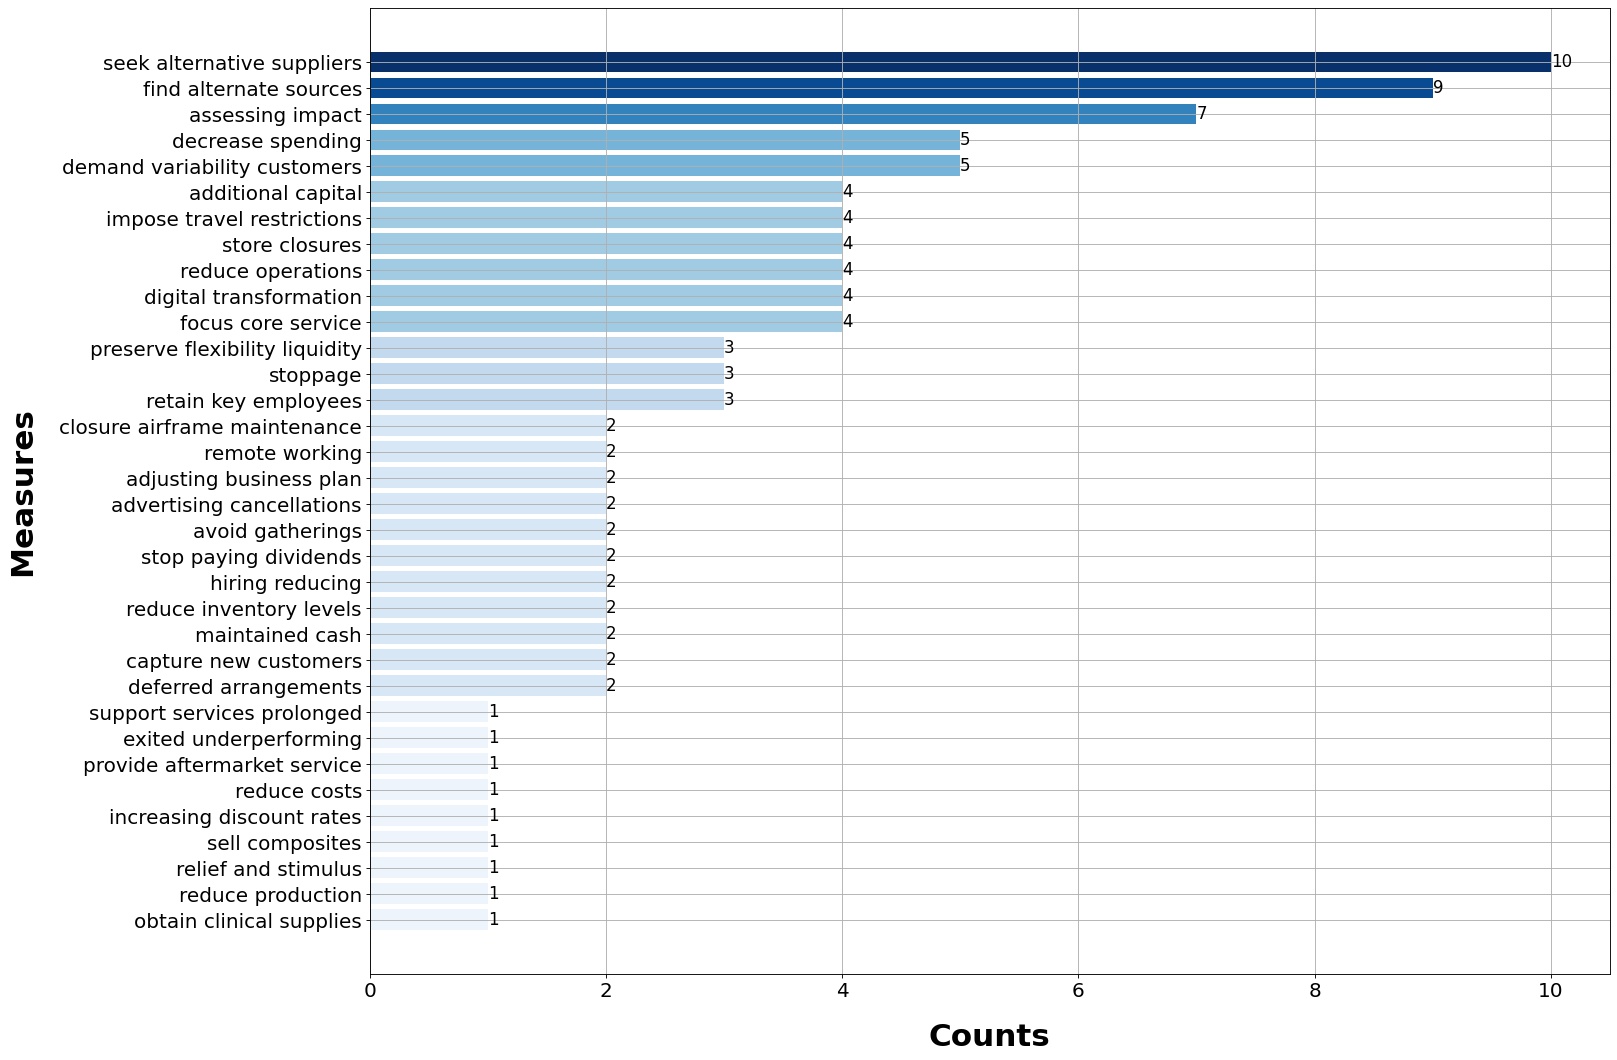 seek alternative suppliers 10
find alternate sources 9
assessing impact 7
decrease spending 5
demand variability customers 5
additional capital 4
impose travel restrictions 4
store closures 4
reduce operations 4
digital transformation 4
focus core service 4
preserve flexibility liquidity 3
stoppage 3
retain key employees 3
closure airframe maintenance 2
remote working 2
adjusting business plan 2
advertising cancellations 2
avoid gatherings 2
stop paying dividends 2
hiring reducing 2
reduce inventory levels 2
maintained cash 2
capture new customers 2
deferred arrangements 2
support services prolonged 1
exited underperforming 1
provide aftermarket service 1
reduce costs 1
increasing discount rates 1
sell composites 1
relief and stimulus 1
reduce production 1
obtain clinical supplies 1
Measures
0 2 4 6 8 10
Counts